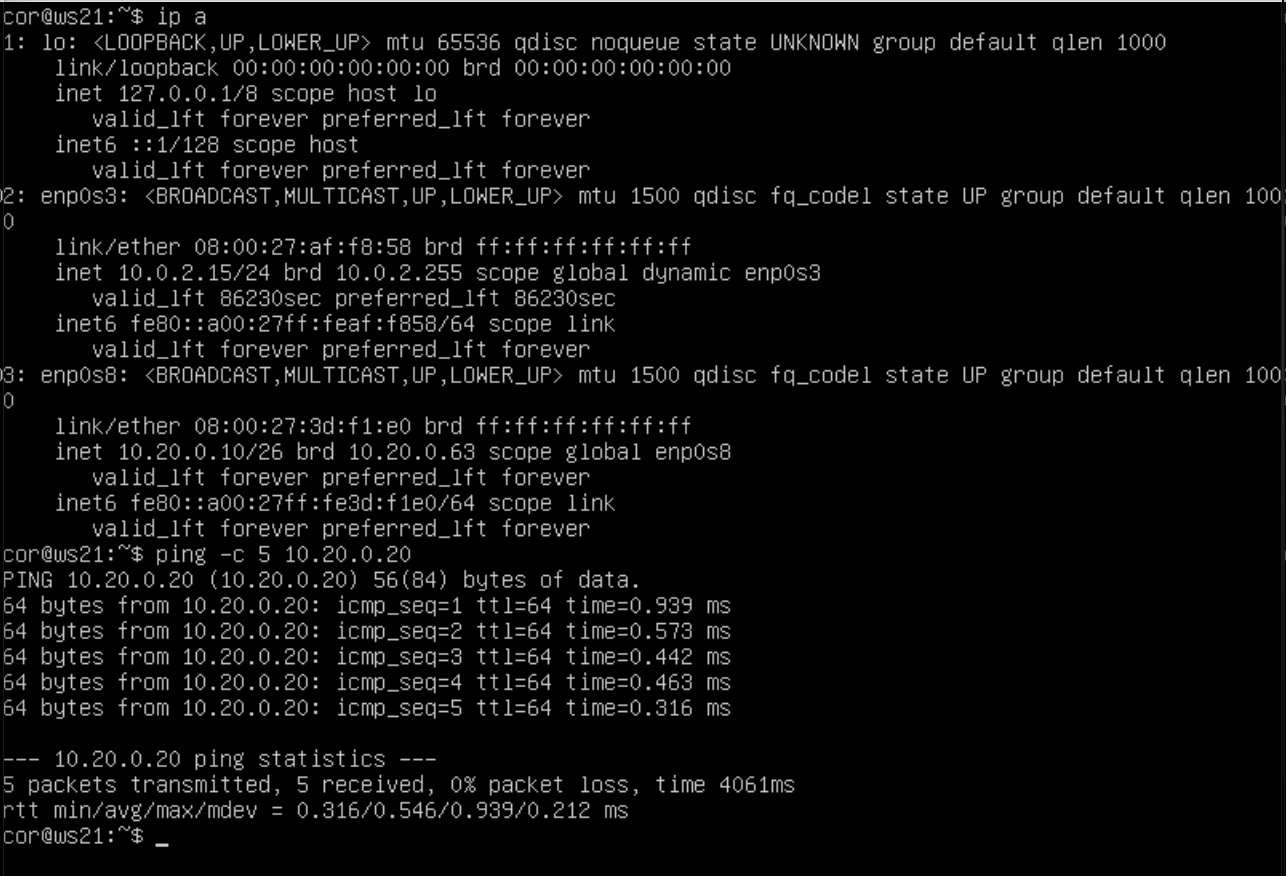 cor@ws21:~$ ip a
1: lo: <LOOPBACK,UP,LOWER_UP> mtu 65536 qdisc noqueue state UNKNOWN group default qlen 1000
link/loopback 00:00:00:00:00:00 brd 00:00:00:00:00:00
inet 127.0.0.1/8 scope host lo
valid_lft forever preferred_lft forever
inet6 ::1/128 scope host
valid_lft forever preferred_lft forever
02: enp0s3: <BROADCAST,MULTICAST,UP,LOWER_UP> mtu 1500 qdisc fq_codel state UP group default qlen 100
0
link/ether 08:00:27:af:f8:58 brd ff:ff:ff:ff:ff:ff
inet 10.0.2.15/24 brd 10.0.2.255 scope global dynamic enp0s3
valid_lft 86230sec preferred_lft 86230sec
inet6 fe80::a00:27ff:feaf:f858/64 scope link
valid_lft forever preferred_lft forever
03: enp0s8: <BROADCAST,MULTICAST,UP,LOWER_UP> mtu 1500 qdisc fq_codel state UP group default qlen 100
0
link/ether 08:00:27:3d:f1:e0 brd ff:ff:ff:ff:ff:ff
inet 10.20.0.10/26 brd 10.20.0.63 scope global enp0s8
valid_lft forever preferred_lft forever
inet6 fe80::a00:27ff:fe3d:f1e0/64 scope link
valid_lft forever preferred_lft forever
cor@ws21:~$ ping -c 5 10.20.0.20
PING 10.20.0.20 (10.20.0.20) 56(84) bytes of data.
64 bytes from 10.20.0.20: icmp_seq=1 ttl=64 time=0.939 ms
64 bytes from 10.20.0.20: icmp_seq=2 ttl=64 time=0.573 ms
64 bytes from 10.20.0.20: icmp_seq=3 ttl=64 time=0.442 ms
64 bytes from 10.20.0.20: icmp_seq=4 ttl=64 time=0.463 ms
64 bytes from 10.20.0.20: icmp_seq=5 ttl=64 time=0.316 ms
--- 10.20.0.20 ping statistics ---
5 packets transmitted, 5 received, 0% packet loss, time 4061ms
rtt min/avg/max/mdev = 0.316/0.546/0.939/0.212 ms
cor@ws21:~$ _